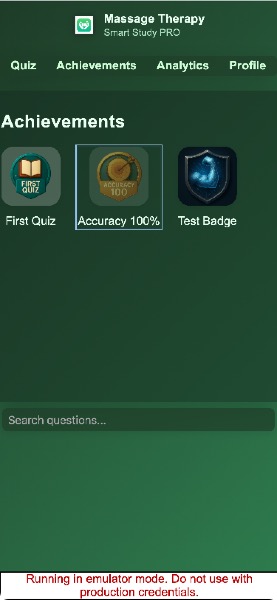 Massage Therapy
Smart Study PRO
Quiz Achievements Analytics Profile
Achievements
FIRST
QUIZ
ACCURACY
100
First Quiz Accuracy 100% Test Badge
Search questions...
Running in emulator mode. Do not use with
production credentials.